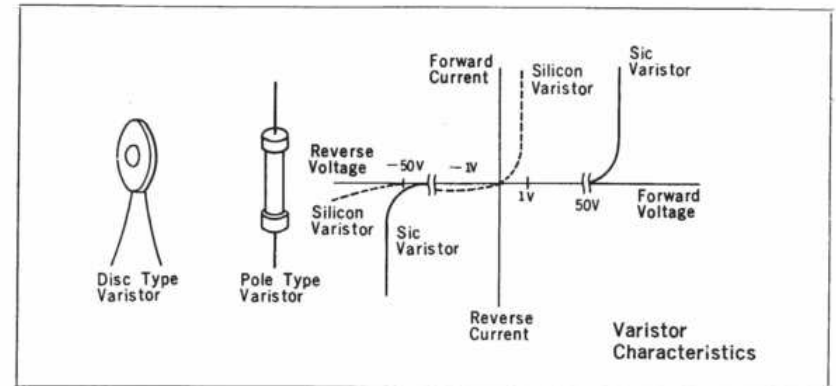 Forward
Current
Silicon
Varistor
Sic
Varistor
Reverse
Voltage
−50V
−1V
1V
50V
Forward
Voltage
Silicon
Varistor
Sic
Varistor
Disc Type
Varistor
Pole Type
Varistor
Reverse
Current
Varistor
Characteristics